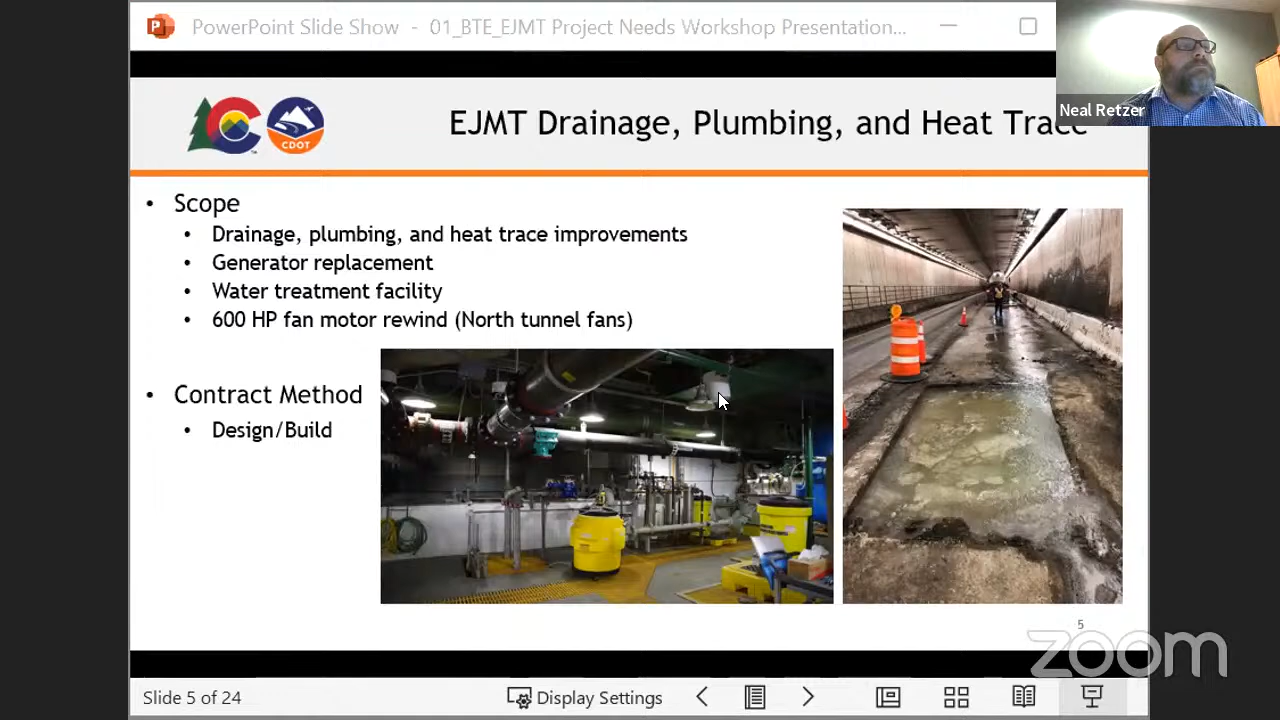 PowerPoint Slide Show - 01_BTE_EJMT Project Needs Workshop Presentation...
Neal Retzer
CDOT
EJMT Drainage, Plumbing, and Heat Trace
• Scope
• Drainage, plumbing, and heat trace improvements
• Generator replacement
• Water treatment facility
• 600 HP fan motor rewind (North tunnel fans)
• Contract Method
• Design/Build
5
zoom
Slide 5 of 24
Display Settings